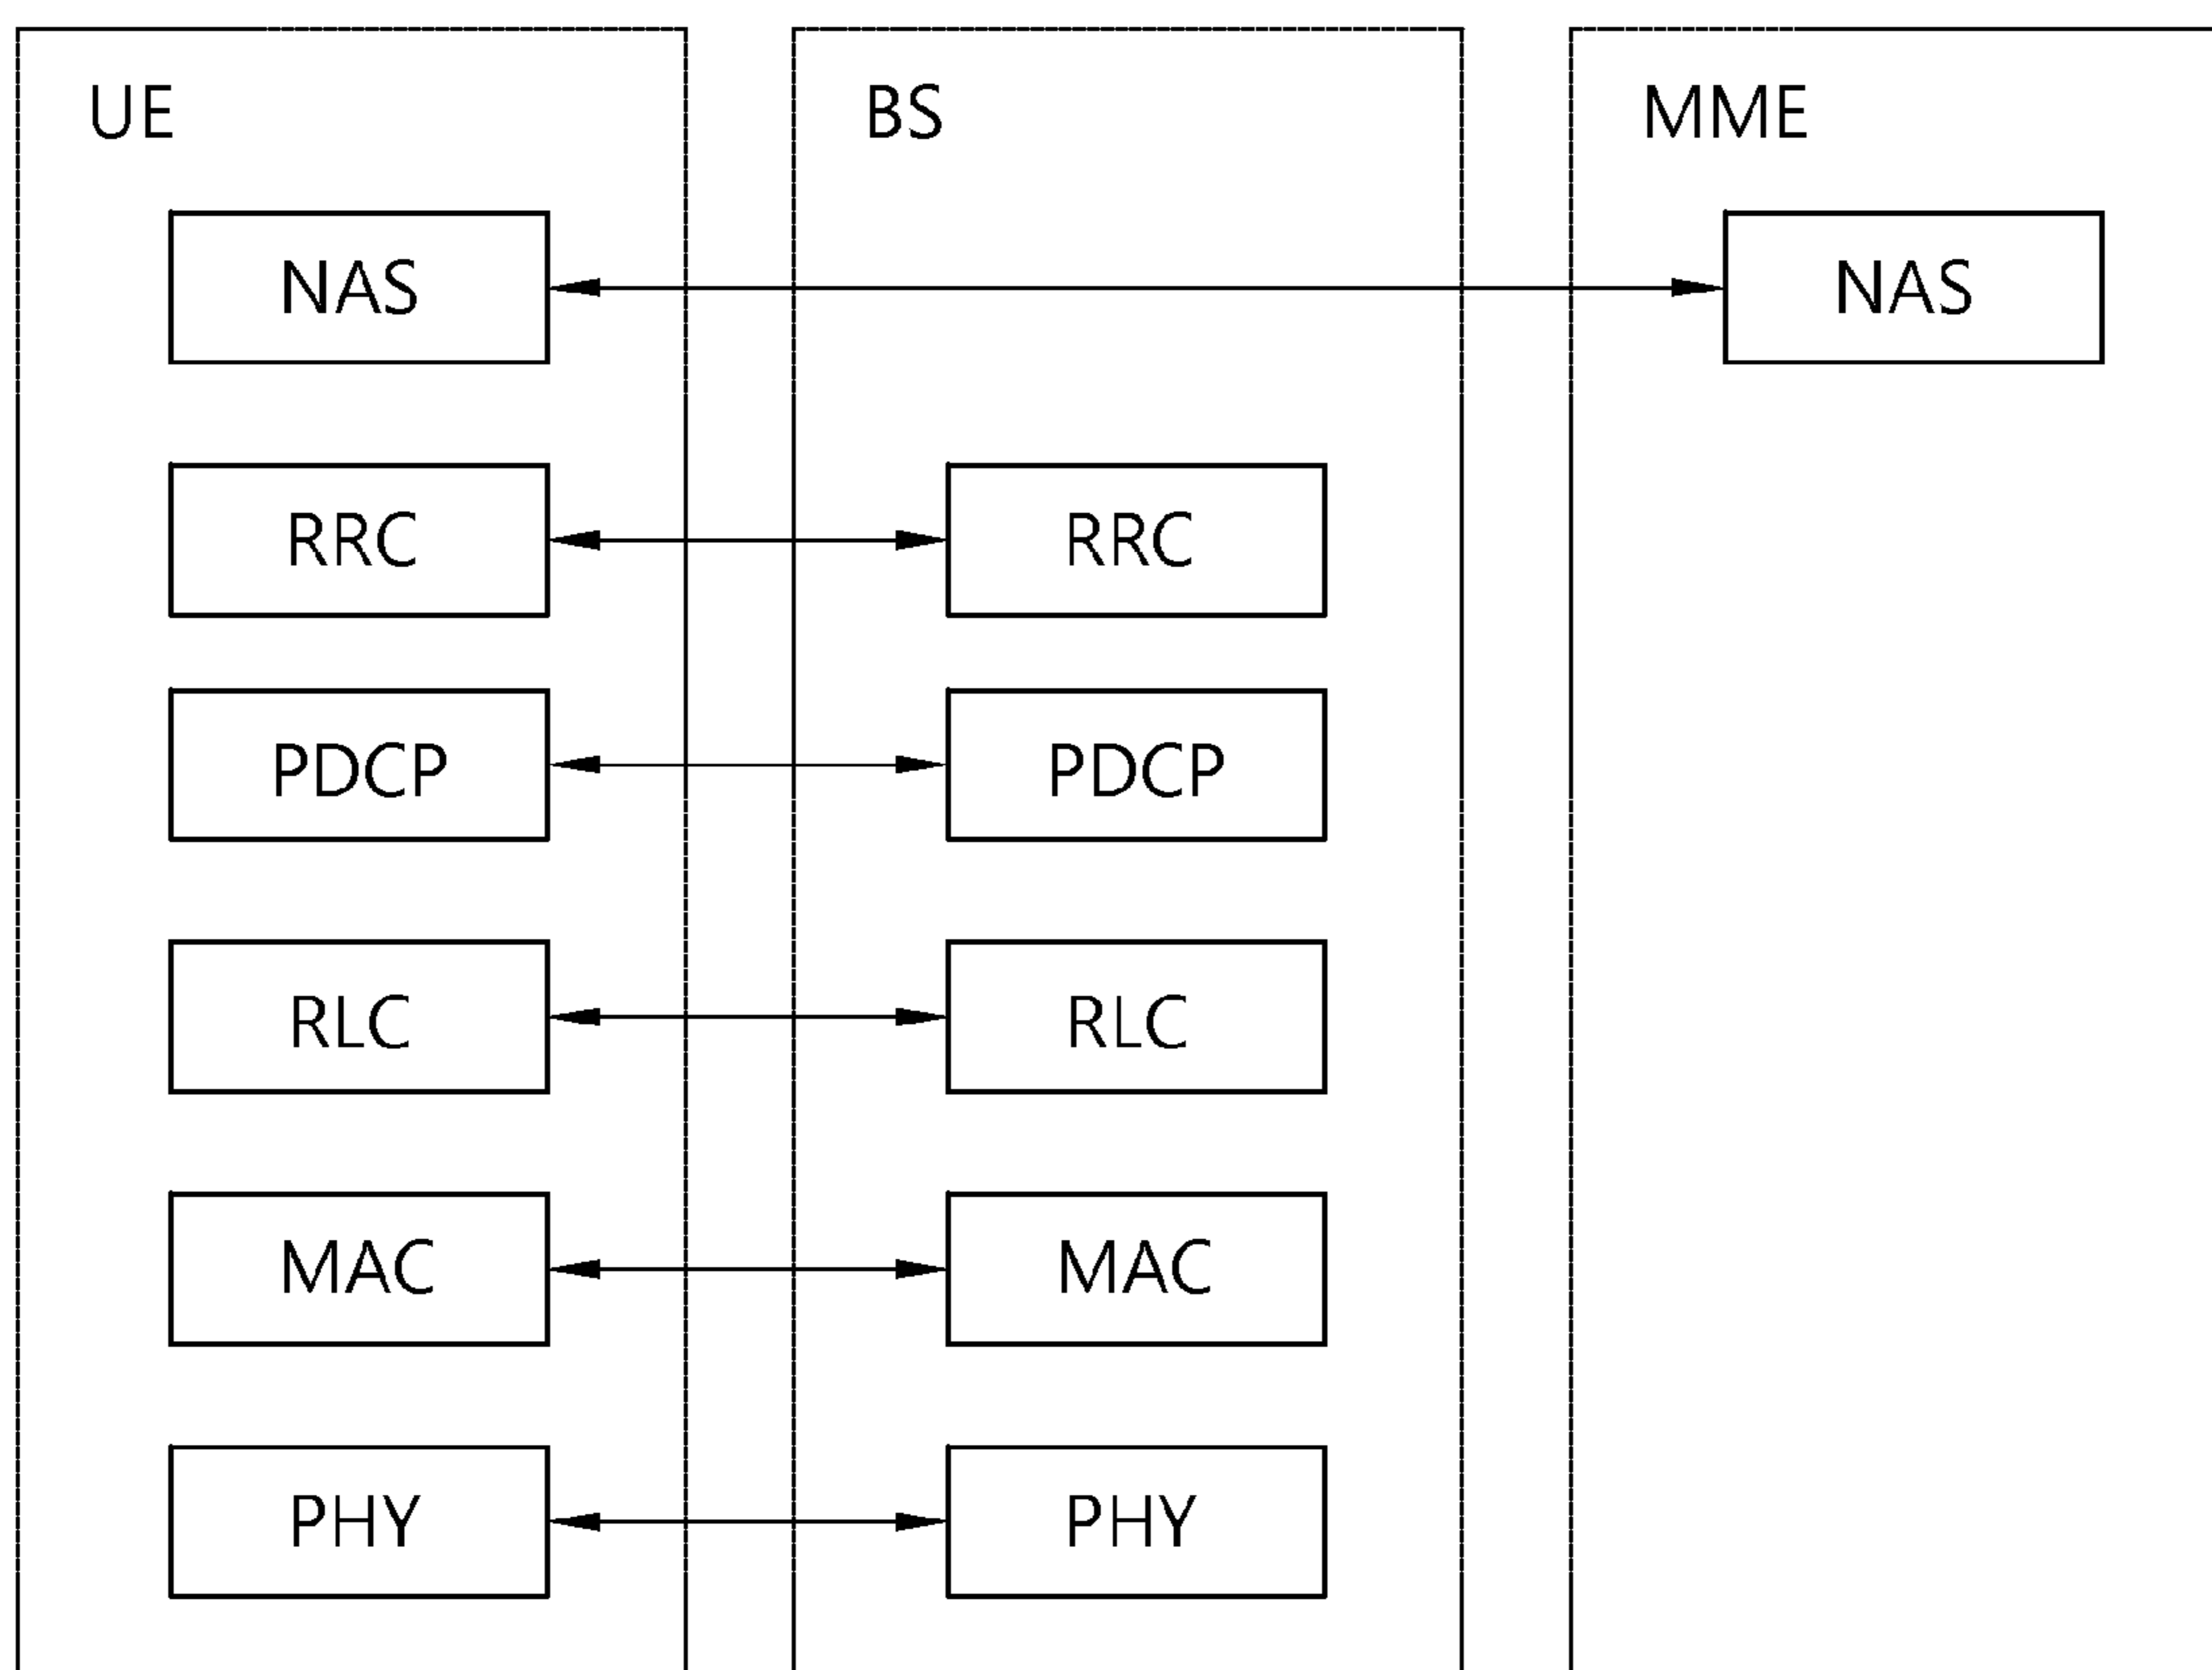 UE BS MME
NAS NAS
RRC RRC
PDCP PDCP
RLC RLC
MAC MAC
PHY PHY